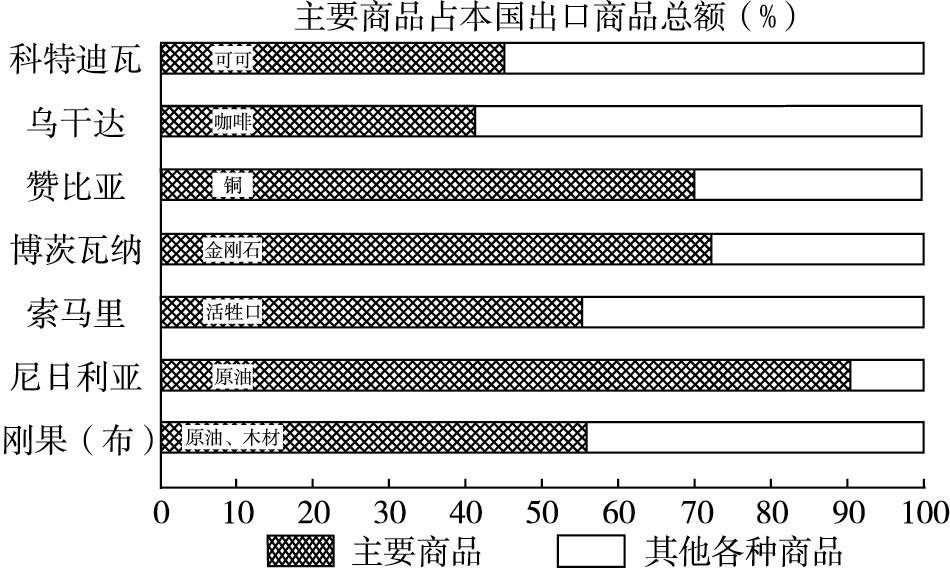 主要商品占本国出口商品总额(%)
科特迪瓦 可可
乌干达 咖啡
赞比亚 铜
博茨瓦纳 金刚石
索马里 活牲口
尼日利亚 原油
刚果(布) 原油、木材
0 10 20 30 40 50 60 70 80 90 100
主要商品 其他各种商品